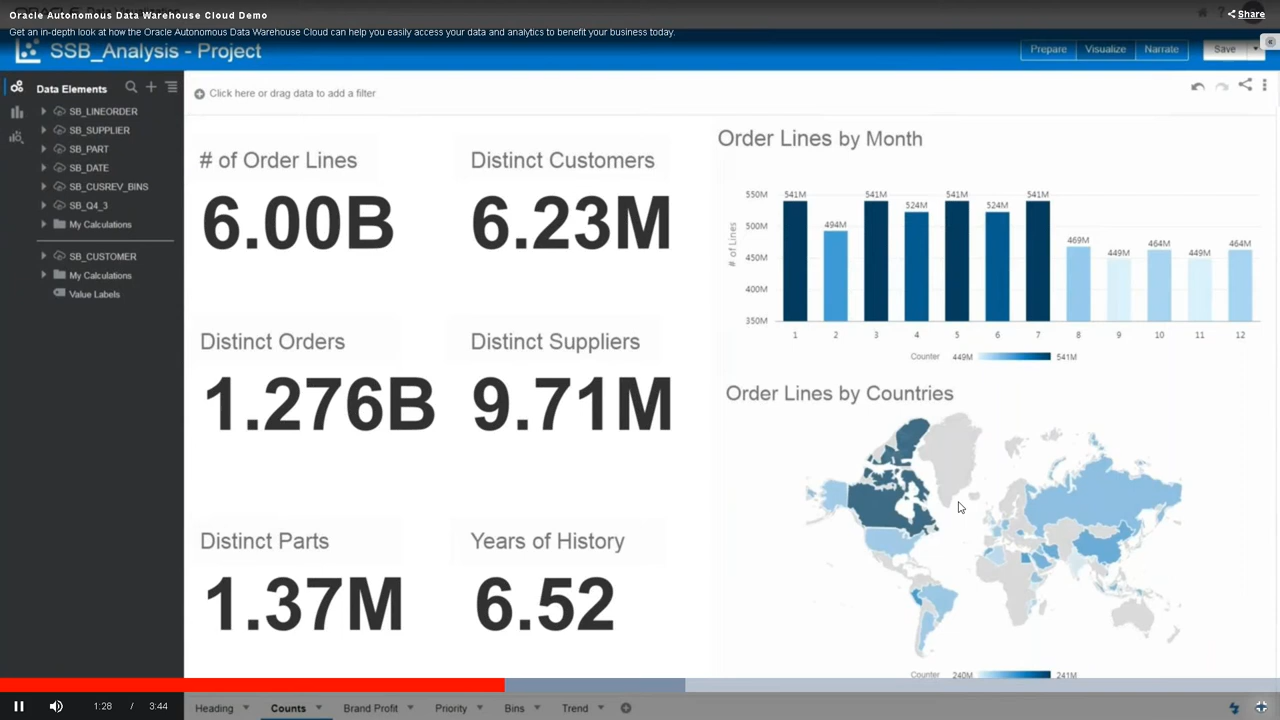 Oracle Autonomous Data Warehouse Cloud Demo
Share
Get an in-depth look at how the Oracle Autonomous Data Warehouse Cloud can help you easily access your data and analytics to benefit your business today.
SSB_Analysis - Project
Prepare
Visualize
Narrate
Save
Data Elements
SB_LINEORDER
SB_SUPPLIER
SB_PART
SB_DATE
SB_CUSREV_BINS
SB_Q4_3
My Calculations
SB_CUSTOMER
My Calculations
Value Labels
Click here or drag data to add a filter
# of Order Lines
6.00B
Distinct Customers
6.23M
Distinct Orders
1.276B
Distinct Suppliers
9.71M
Distinct Parts
1.37M
Years of History
6.52
Order Lines by Month
# of Lines
550M
500M
450M
400M
350M
541M
494M
541M
524M
541M
524M
541M
469M
449M
464M
449M
464M
1 2 3 4 5 6 7 8 9 10 11 12
Counter 449M 541M
Order Lines by Countries
Counter 240M 241M
1:28 / 3:44
Heading
Counts
Brand Profit
Priority
Bins
Trend